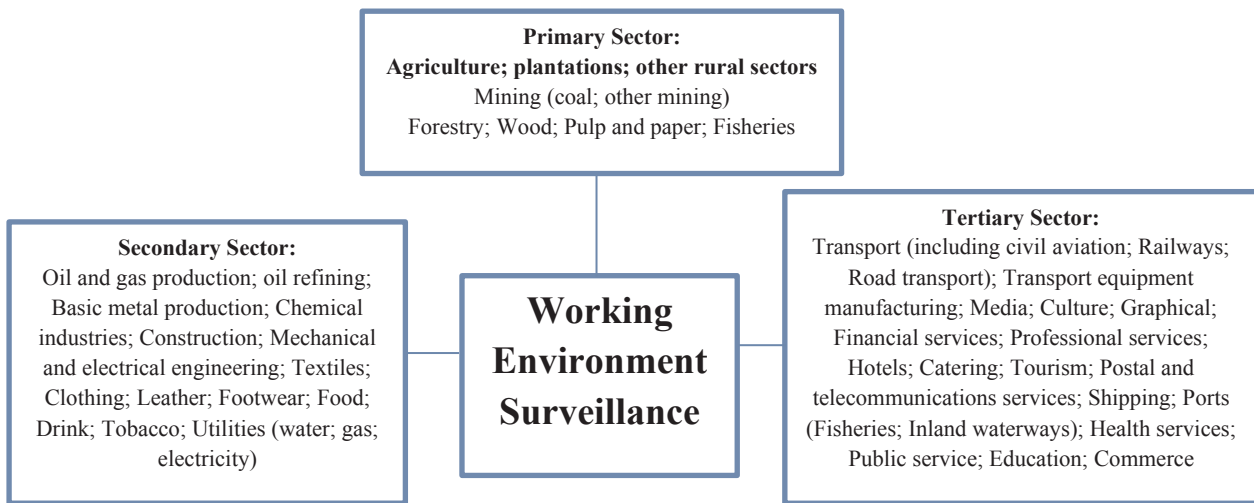 Primary Sector:
Agriculture; plantations; other rural sectors
Mining (coal; other mining)
Forestry; Wood; Pulp and paper; Fisheries
Secondary Sector:
Oil and gas production; oil refining;
Basic metal production; Chemical
industries; Construction; Mechanical
and electrical engineering; Textiles;
Clothing; Leather; Footwear; Food;
Drink; Tobacco; Utilities (water; gas;
electricity)
Working
Environment
Surveillance
Tertiary Sector:
Transport (including civil aviation; Railways;
Road transport); Transport equipment
manufacturing; Media; Culture; Graphical;
Financial services; Professional services;
Hotels; Catering; Tourism; Postal and
telecommunications services; Shipping; Ports
(Fisheries; Inland waterways); Health services;
Public service; Education; Commerce